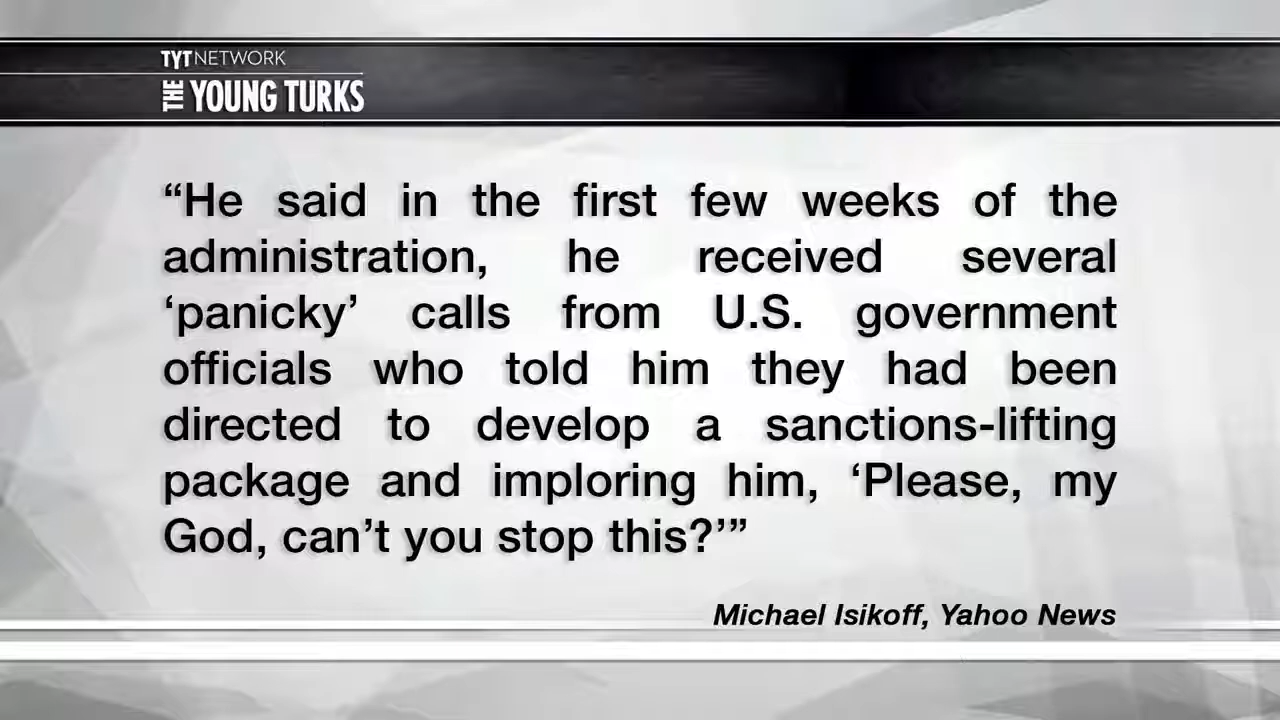 TYT NETWORK
THE YOUNG TURKS
“He said in the first few weeks of the
administration, he received several
‘panicky’ calls from U.S. government
officials who told him they had been
directed to develop a sanctions-lifting
package and imploring him, ‘Please, my
God, can’t you stop this?’”
Michael Isikoff, Yahoo News